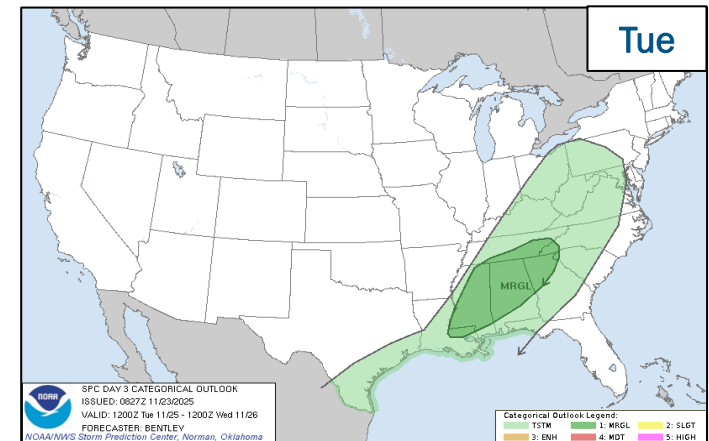 Tue
MRGL
SPC DAY 3 CATEGORICAL OUTLOOK
ISSUED: 0827Z 11/23/2025
VALID: 1200Z Tue 11/25 - 1200Z Wed 11/26
FORECASTER: BENTLEY
NOAA/NWS Storm Prediction Center, Norman, Oklahoma
NOAA
Categorical Outlook Legend:
TSTM 1: MRGL 2: SLGT
3: ENH 4: MDT 5: HIGH